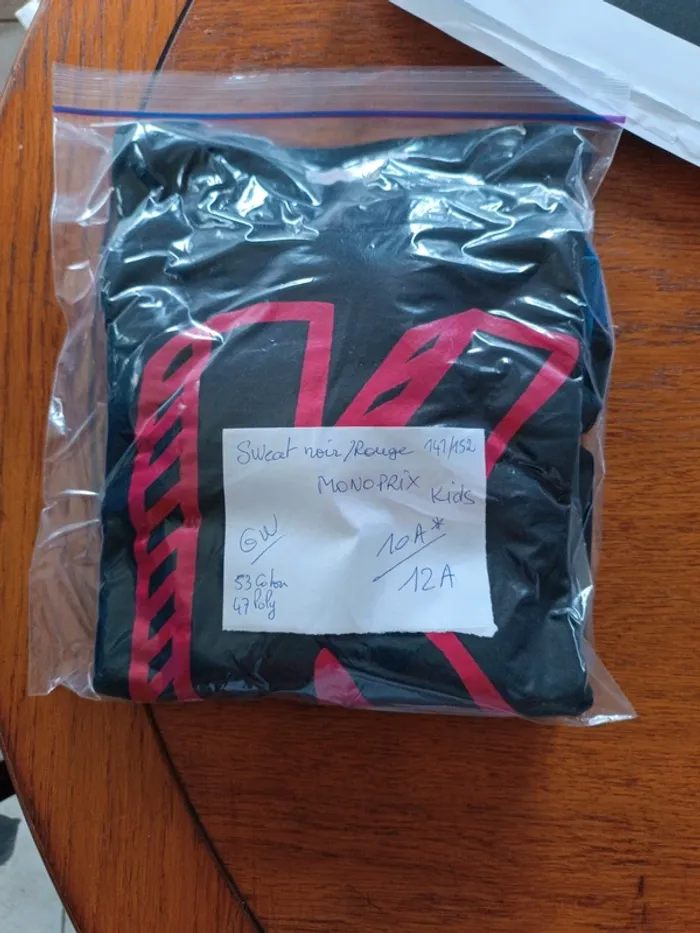 Sweat noir/Rouge 141/152
MONOPRIX Kids
GW
10A*
12A
53 Coton
47 Poly